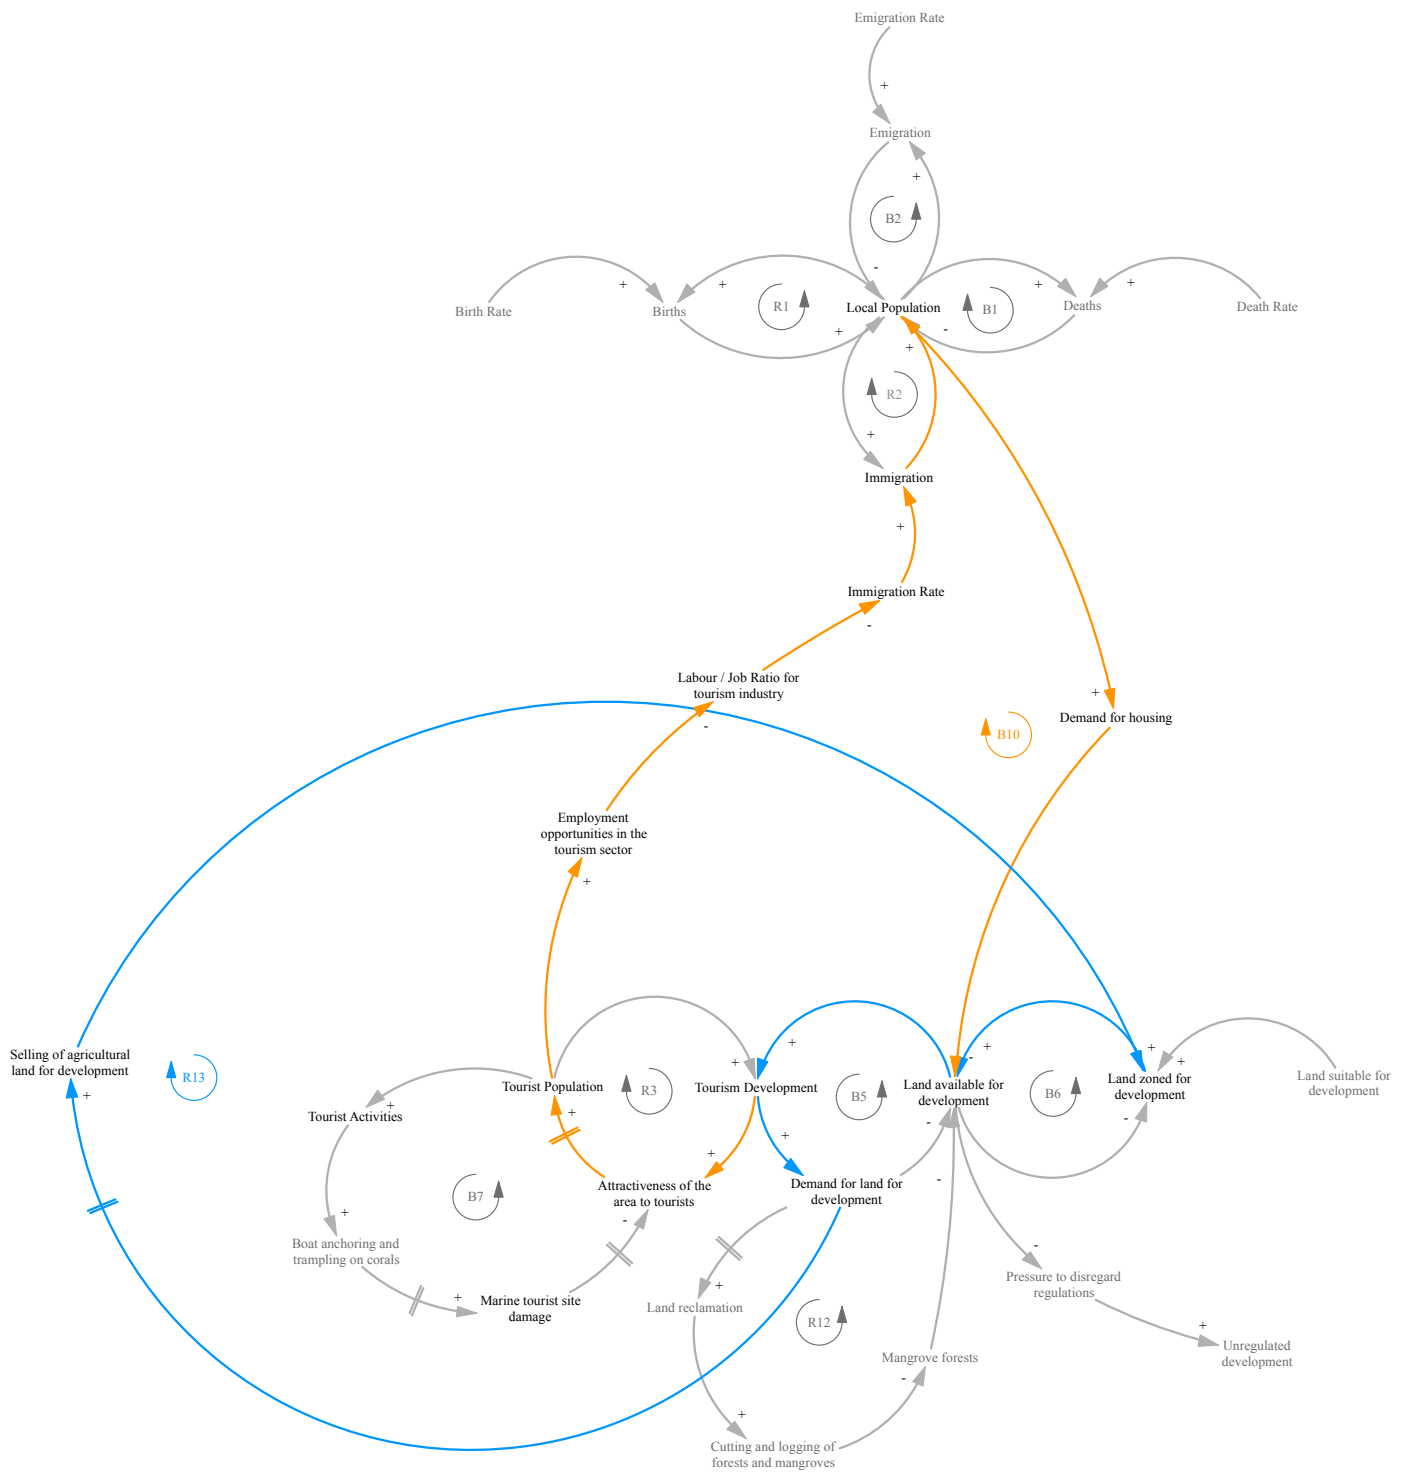 Emigration Rate
+
Emigration
+
B2
-
Birth Rate
+
Births
+
R1
+
Local Population
-
B1
+
Deaths
+
Death Rate
+
R2
+
Immigration
+
Immigration Rate
-
Labour / Job Ratio for
tourism industry
-
+
Demand for housing
B10
Employment
opportunities in the
tourism sector
+
Selling of agricultural
land for development
+
R13
Tourist Population
+
R3
+
Tourism Development
+
B5
Land available for
development
-
+
B6
+
Land zoned for
development
+
-
Land suitable for
development
+
Tourist Activities
+
B7
Attractiveness of the
area to tourists
-
+
Demand for land for
development
-
-
+
Boat anchoring and
trampling on corals
+
Marine tourist site
damage
+
Land reclamation
R12
-
Pressure to disregard
regulations
+
Unregulated
development
Mangrove forests
-
+
Cutting and logging of
forests and mangroves